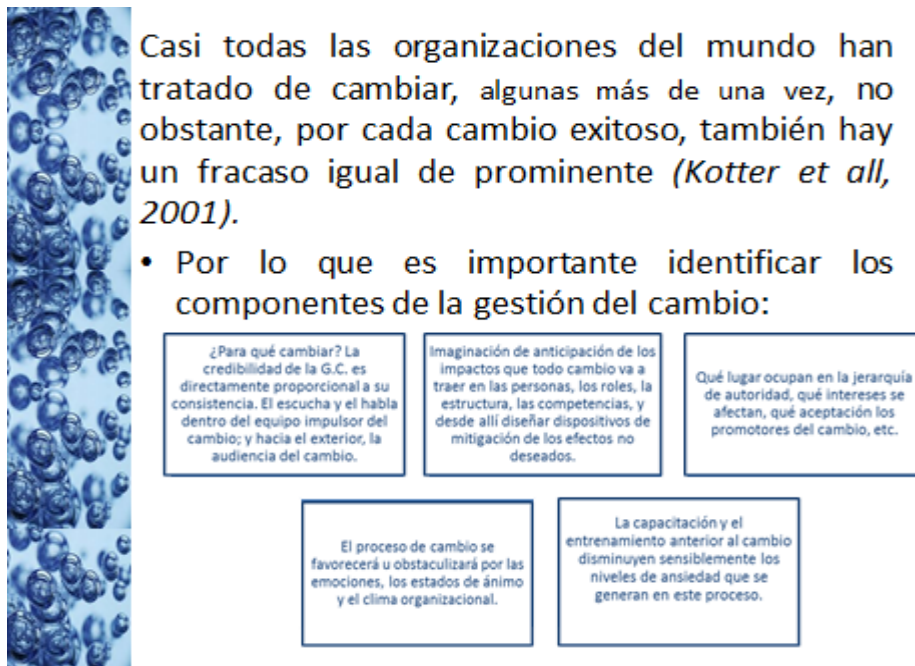 Casi todas las organizaciones del mundo han
tratado de cambiar, algunas más de una vez, no
obstante, por cada cambio exitoso, también hay
un fracaso igual de prominente (Kotter et all,
2001).
• Por lo que es importante identificar los
componentes de la gestión del cambio:
¿Para qué cambiar? La
credibilidad de la G.C. es
directamente proporcional a su
consistencia. El escucha y el habla
dentro del equipo impulsor del
cambio; y hacia el exterior, la
audiencia del cambio.
Imaginación de anticipación de los
impactos que todo cambio va a
traer en las personas, los roles, la
estructura, las competencias, y
desde allí diseñar dispositivos de
mitigación de los efectos no
deseados.
Qué lugar ocupan en la jerarquía
de autoridad, qué intereses se
afectan, qué aceptación los
promotores del cambio, etc.
El proceso de cambio se
favorecerá u obstaculizará por las
emociones, los estados de ánimo
y el clima organizacional.
La capacitación y el
entrenamiento anterior al cambio
disminuyen sensiblemente los
niveles de ansiedad que se
generan en este proceso.